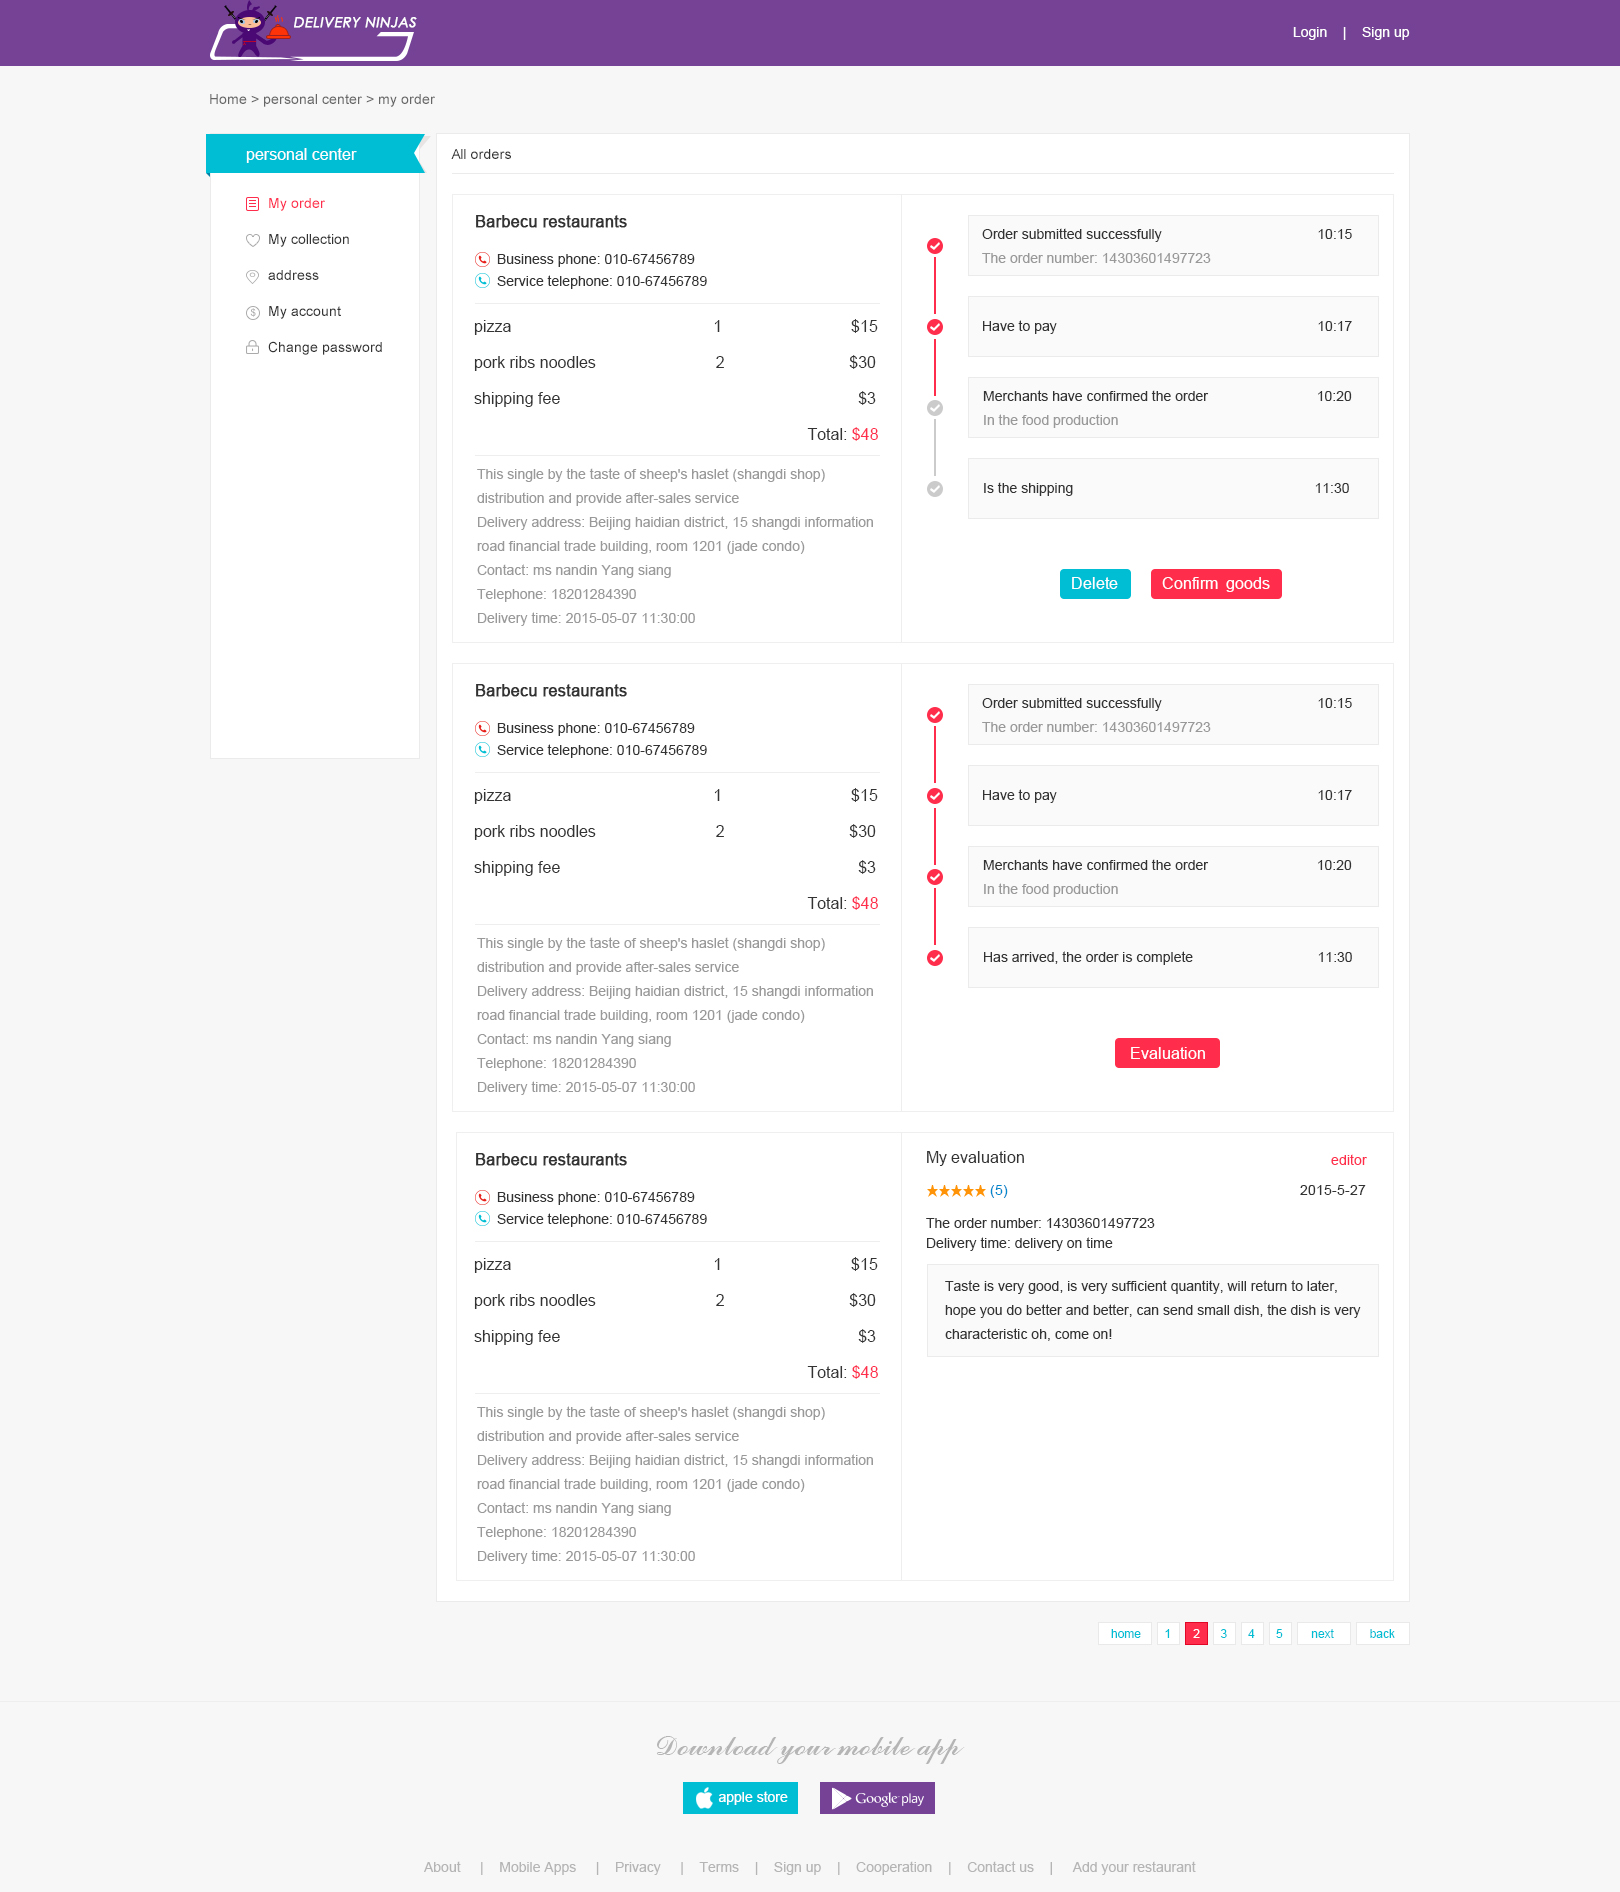 DELIVERY NINJAS
Login | Sign up
Home > personal center > my order
personal center
My order
My collection
address
My account
Change password
All orders
Barbecu restaurants
Business phone: 010-67456789
Service telephone: 010-67456789
pizza 1 $15
pork ribs noodles 2 $30
shipping fee $3
Total: $48
This single by the taste of sheep's haslet (shangdi shop)
distribution and provide after-sales service
Delivery address: Beijing haidian district, 15 shangdi information
road financial trade building, room 1201 (jade condo)
Contact: ms nandin Yang siang
Telephone: 18201284390
Delivery time: 2015-05-07 11:30:00
Order submitted successfully 10:15
The order number: 14303601497723
Have to pay 10:17
Merchants have confirmed the order 10:20
In the food production
Is the shipping 11:30
Delete Confirm goods
Barbecu restaurants
Business phone: 010-67456789
Service telephone: 010-67456789
pizza 1 $15
pork ribs noodles 2 $30
shipping fee $3
Total: $48
This single by the taste of sheep's haslet (shangdi shop)
distribution and provide after-sales service
Delivery address: Beijing haidian district, 15 shangdi information
road financial trade building, room 1201 (jade condo)
Contact: ms nandin Yang siang
Telephone: 18201284390
Delivery time: 2015-05-07 11:30:00
Order submitted successfully 10:15
The order number: 14303601497723
Have to pay 10:17
Merchants have confirmed the order 10:20
In the food production
Has arrived, the order is complete 11:30
Evaluation
Barbecu restaurants
Business phone: 010-67456789
Service telephone: 010-67456789
pizza 1 $15
pork ribs noodles 2 $30
shipping fee $3
Total: $48
This single by the taste of sheep's haslet (shangdi shop)
distribution and provide after-sales service
Delivery address: Beijing haidian district, 15 shangdi information
road financial trade building, room 1201 (jade condo)
Contact: ms nandin Yang siang
Telephone: 18201284390
Delivery time: 2015-05-07 11:30:00
My evaluation editor
(5) 2015-5-27
The order number: 14303601497723
Delivery time: delivery on time
Taste is very good, is very sufficient quantity, will return to later,
hope you do better and better, can send small dish, the dish is very
characteristic oh, come on!
home 1 2 3 4 5 next back
Download your mobile app
apple store Google play
About | Mobile Apps | Privacy | Terms | Sign up | Cooperation | Contact us | Add your restaurant